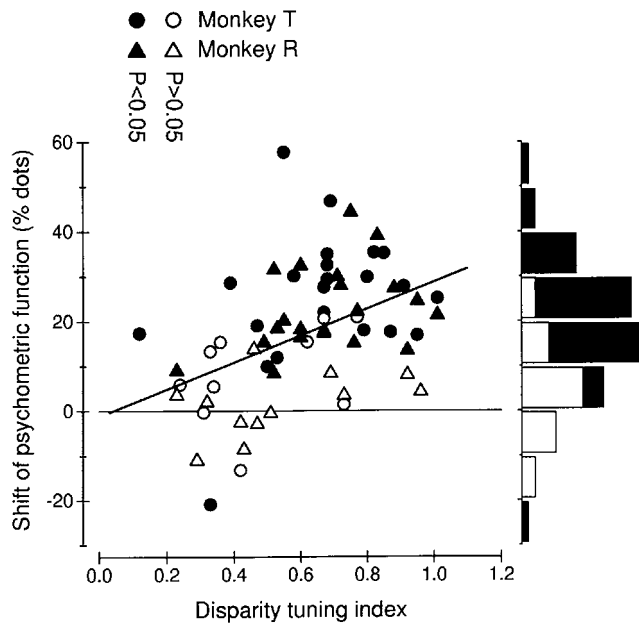 Monkey T
Monkey R
P<0.05
P>0.05
Shift of psychometric function (% dots)
60
40
20
0
-20
0.0 0.2 0.4 0.6 0.8 1.0 1.2
Disparity tuning index